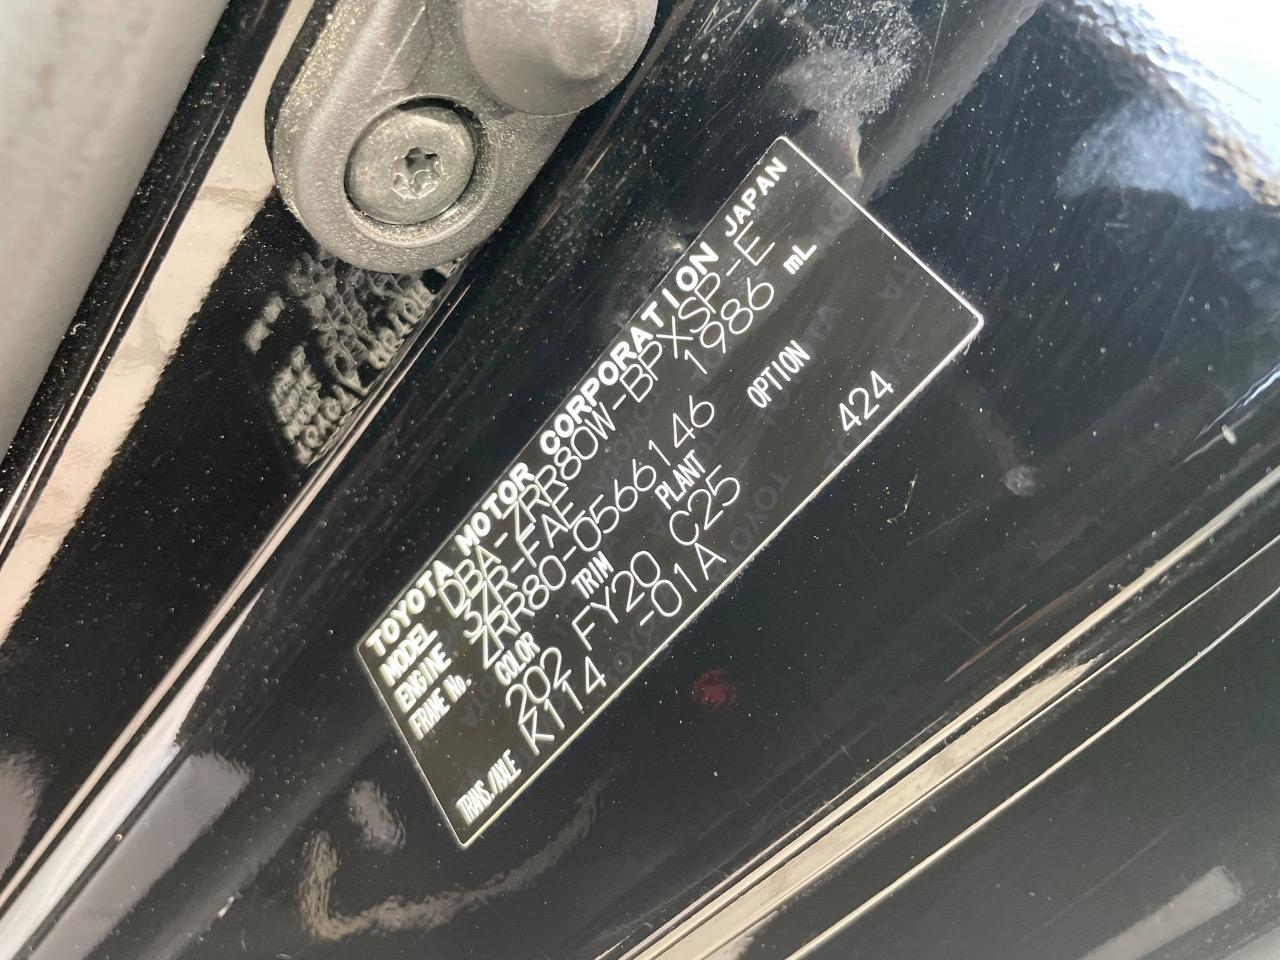 TOYOTA MOTOR CORPORATION JAPAN
MODEL DBA-ZRR80W-BPXSP-E
ENGINE 3ZR-FAE 1986 mL
FRAME No. ZRR80-0566146
COLOR TRIM PLANT OPTION
202 FY20 C25 424
TRANS./AXLE K114 -01A